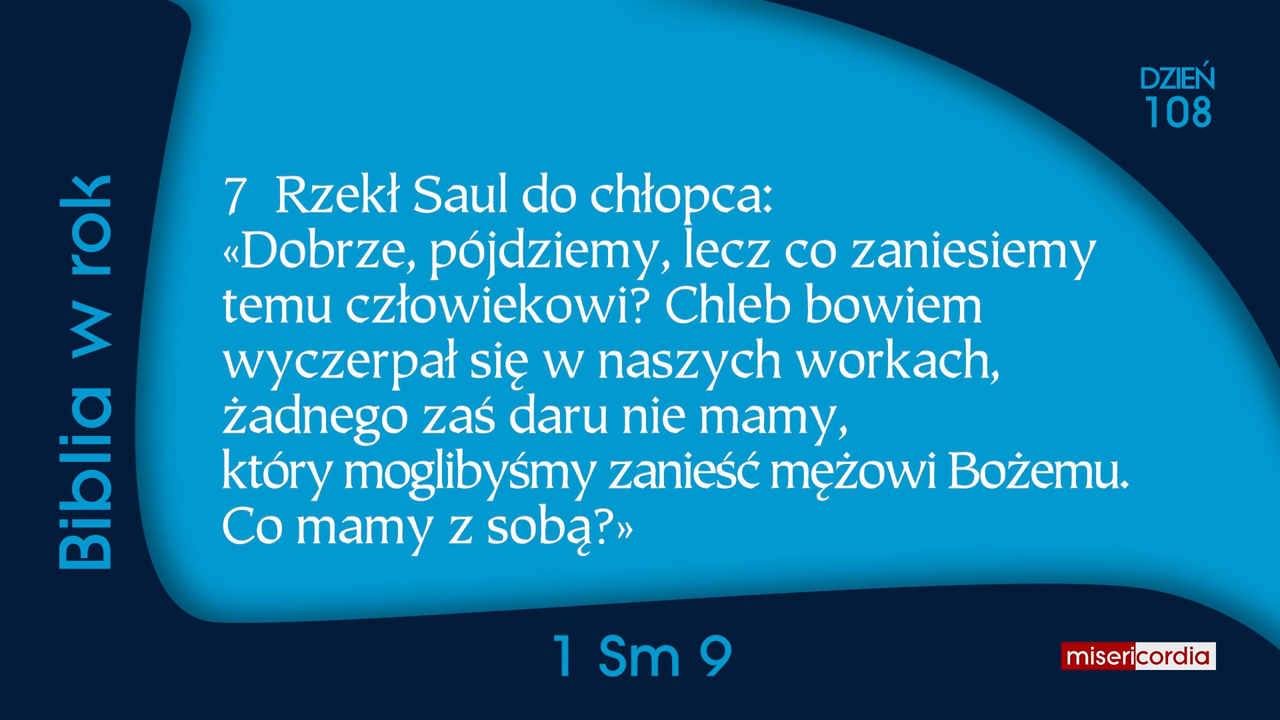 DZIEŃ
108
Biblia w rok
7 Rzekł Saul do chłopca:
«Dobrze, pójdziemy, lecz co zaniesiemy
temu człowiekowi? Chleb bowiem
wyczerpał się w naszych workach,
żadnego zaś daru nie mamy,
który moglibyśmy zanieść mężowi Bożemu.
Co mamy z sobą?»
1 Sm 9
misericordia